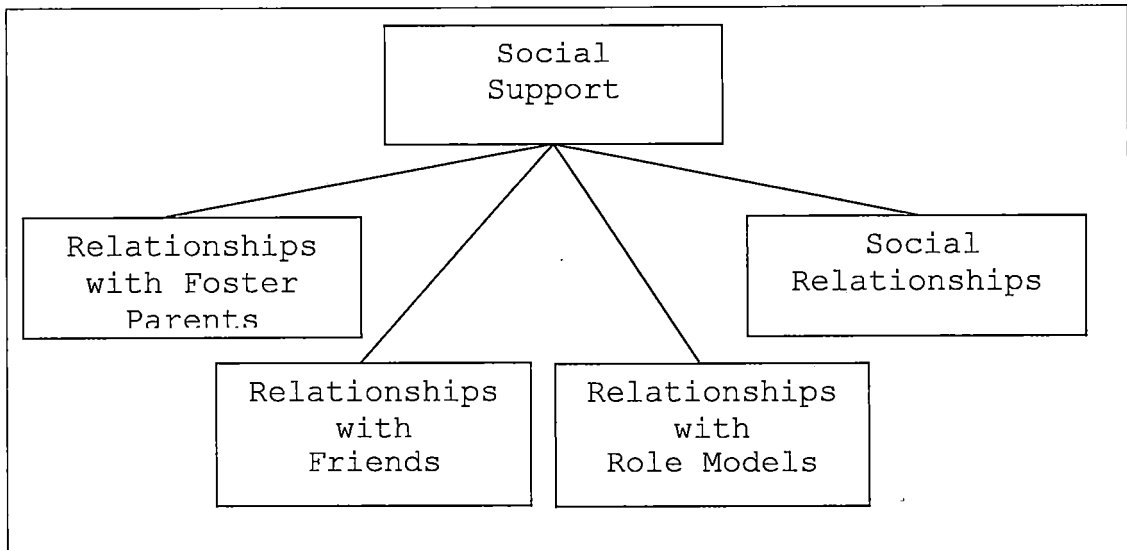 Social
Support
Relationships
with Foster
Parents
Social
Relationships
Relationships
with
Friends
Relationships
with
Role Models